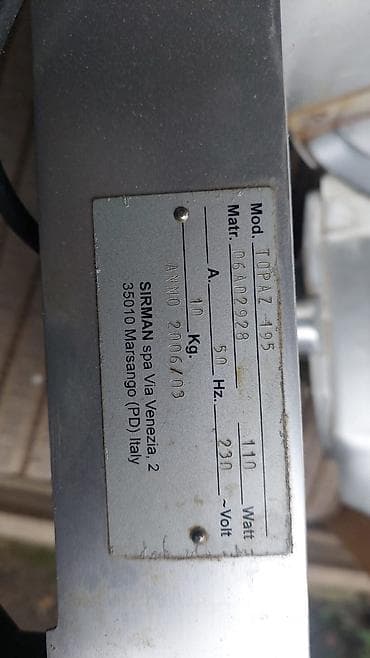 Mod. TOPAZ 195
Matr. 06A02928 110 Watt
A. 50 Hz. 230 ~Volt
10 Kg.
ANNO 2006/03
SIRMAN spa Via Venezia, 2
35010 Marsango (PD) Italy